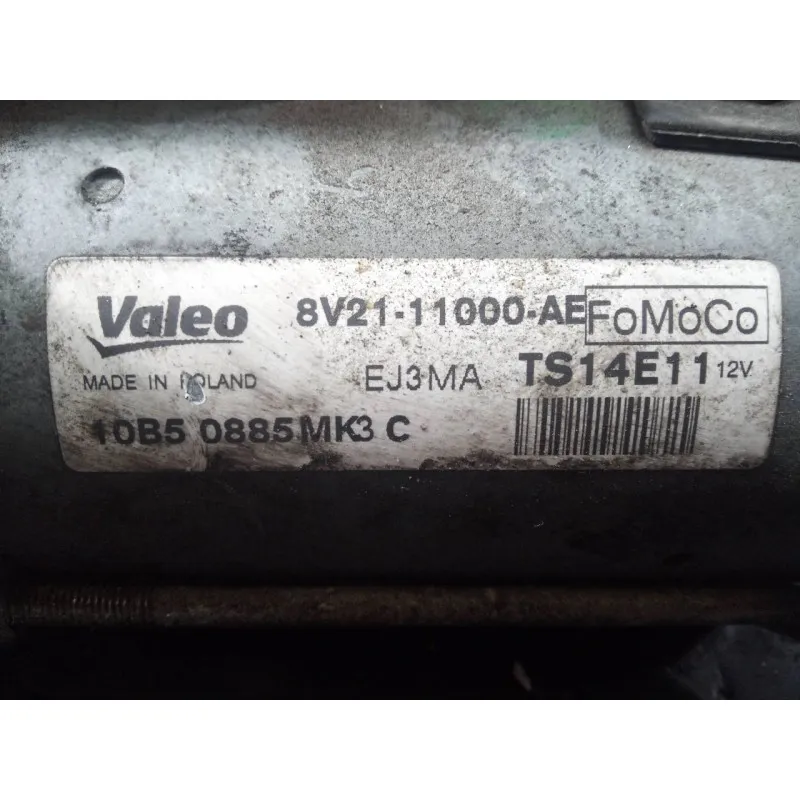 Valeo 8V21-11000-AE FoMoCo
MADE IN POLAND EJ3MA TS14E11 12V
10B5 0885MK3 C